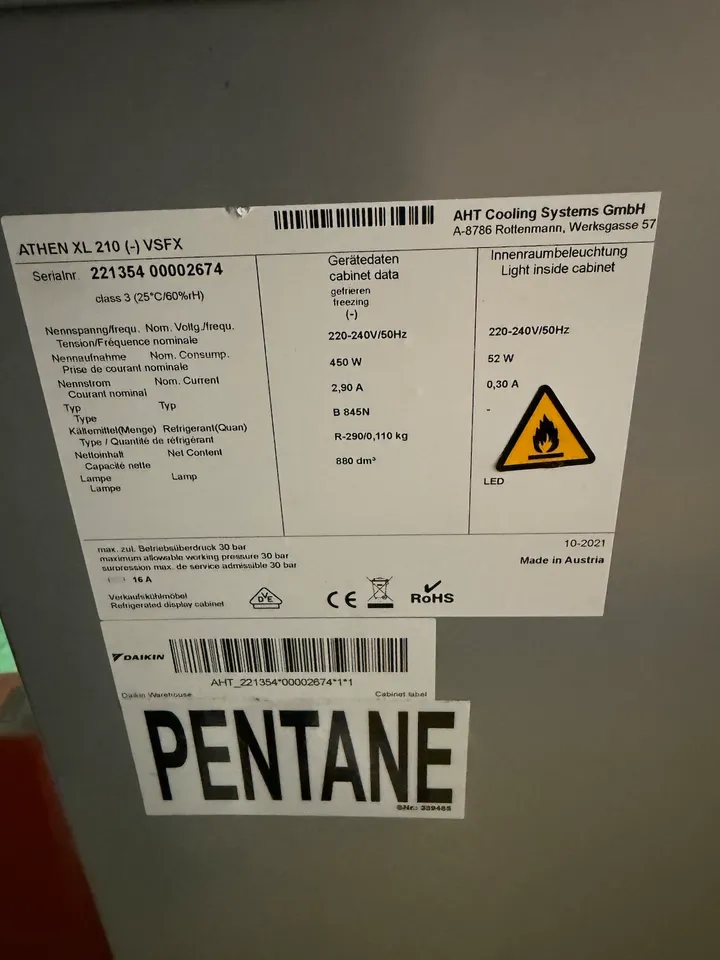 AHT Cooling Systems GmbH
A-8786 Rottenmann, Werksgasse 57
ATHEN XL 210 (-) VSFX
Serialnr. 221354 00002674
class 3 (25°C/60%rH)
Gerätedaten
cabinet data
gefrieren
freezing
(-)
Innenraumbeleuchtung
Light inside cabinet
Nennspanng/frequ. Nom. Voltg./frequ.
Tension/Fréquence nominale
220-240V/50Hz
220-240V/50Hz
Nennaufnahme Nom. Consump.
Prise de courant nominale
450 W
52 W
Nennstrom Nom. Current
Courant nominal
2,90 A
0,30 A
Typ Typ
Type
B 845N
-
Kältemittel(Menge) Refrigerant(Quan)
Type / Quantité de réfrigérant
R-290/0,110 kg
Nettoinhalt Net Content
Capacité nette
880 dm³
Lampe Lamp
Lampe
LED
max. zul. Betriebsüberdruck 30 bar
maximum allowable working pressure 30 bar
surpression max. de service admissible 30 bar
16 A
10-2021
Made in Austria
Verkaufskühlmöbel
Refrigerated display cabinet
DVE
CE
RoHS
DAIKIN
AHT_221354*00002674*1*1
Daikin Warehouse
Cabinet label
PENTANE
SNr.: 359465